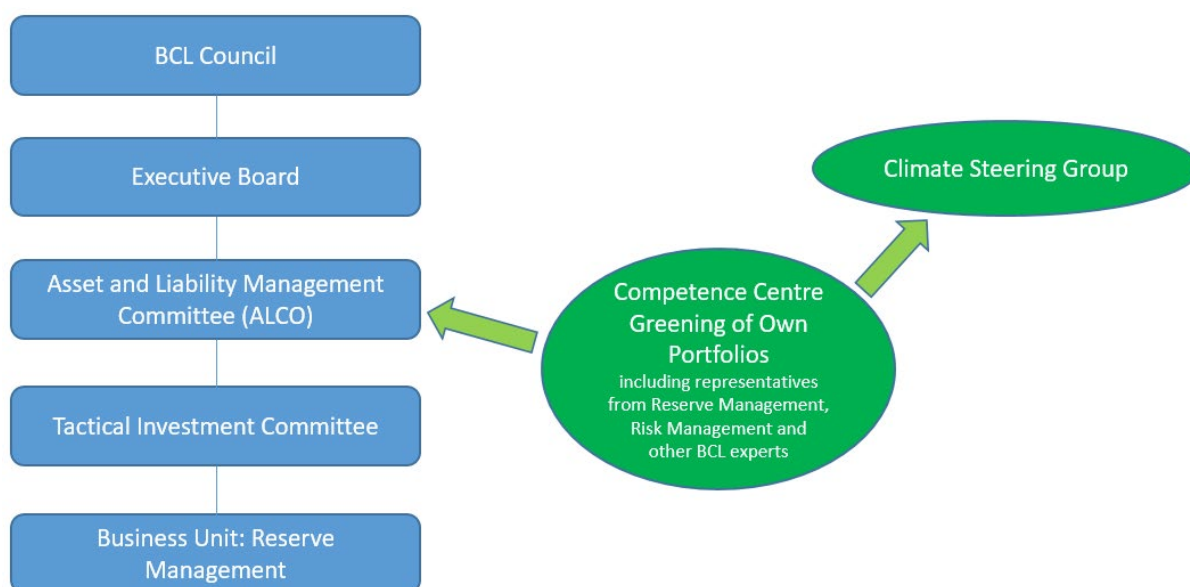 BCL Council
Executive Board
Asset and Liability Management
Committee (ALCO)
Tactical Investment Committee
Business Unit: Reserve
Management
Competence Centre
Greening of Own
Portfolios
including representatives
from Reserve Management,
Risk Management and
other BCL experts
Climate Steering Group